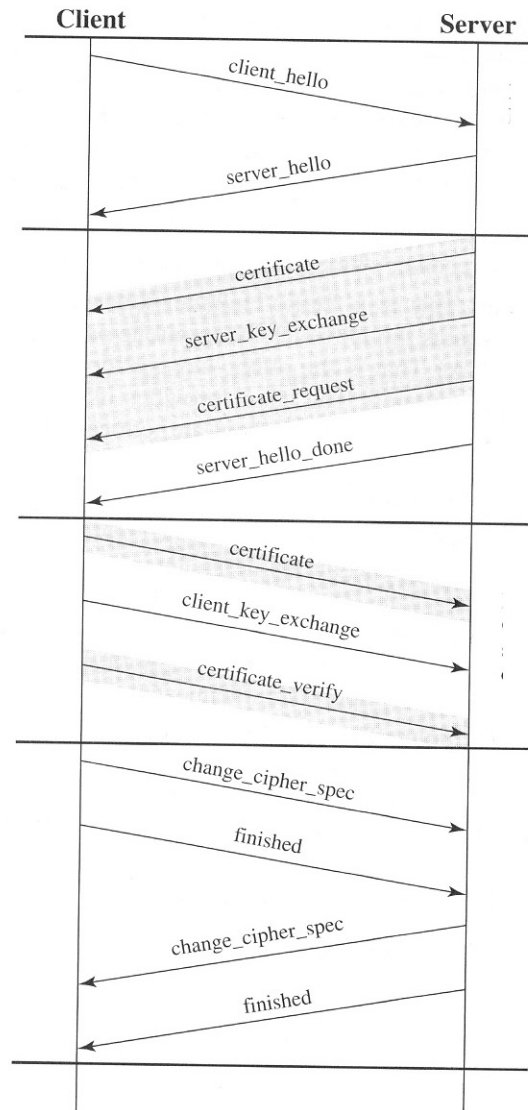 Client
Server
client_hello
server_hello
certificate
server_key_exchange
certificate_request
server_hello_done
certificate
client_key_exchange
certificate_verify
change_cipher_spec
finished
change_cipher_spec
finished